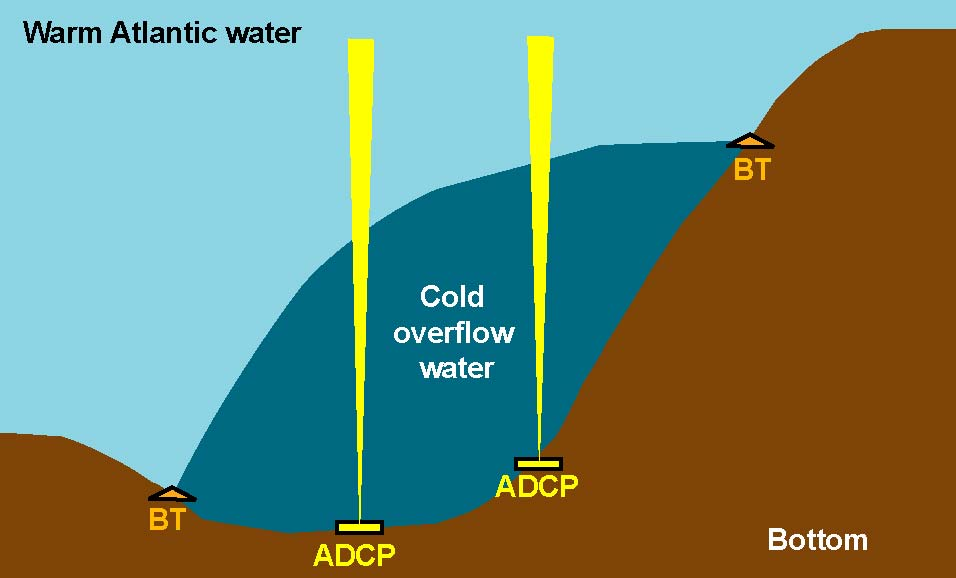 Warm Atlantic water
BT
Cold
overflow
water
ADCP
BT
Bottom
ADCP